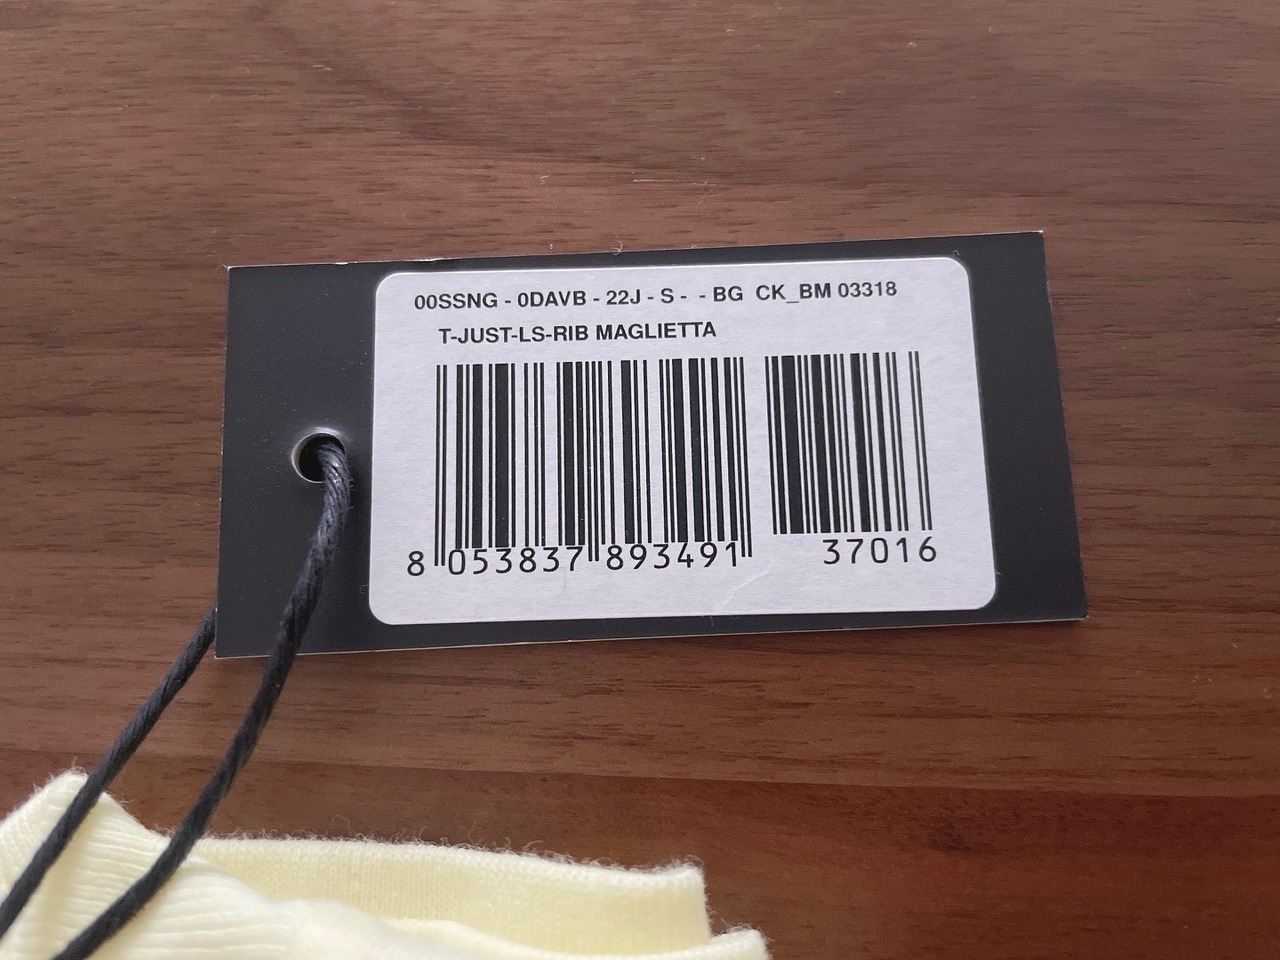 00SSNG - 0DAVB - 22J - S - - BG CK_BM 03318
T-JUST-LS-RIB MAGLIETTA
8 053837 893491 37016